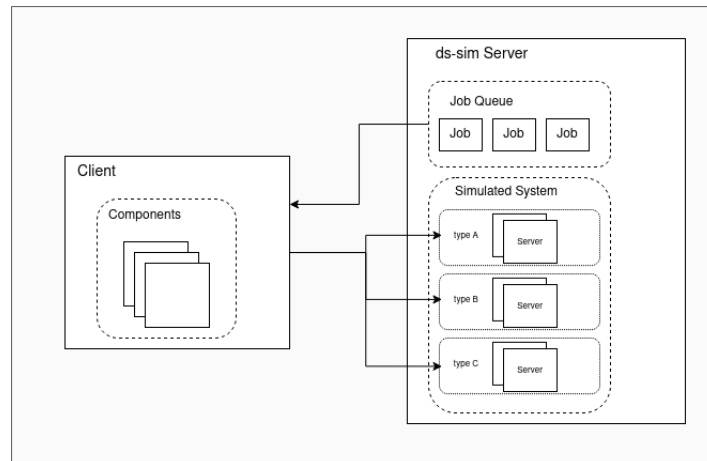 ds-sim Server
Job Queue
Job Job Job
Client
Components
Simulated System
type A
Server
type B
Server
type C
Server